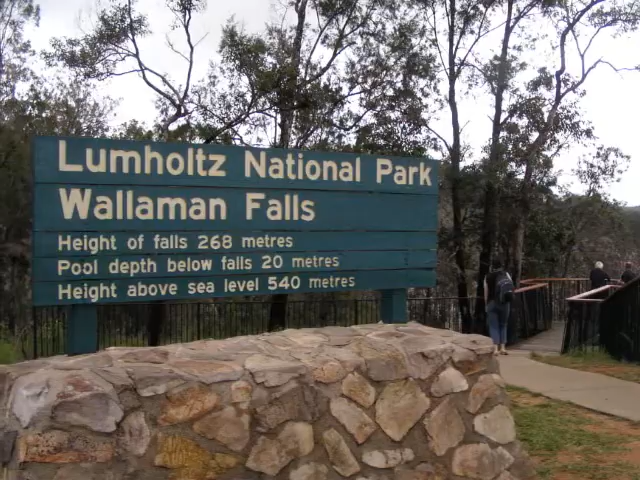 Lumholtz National Park
Wallaman Falls
Height of falls 268 metres
Pool depth below falls 20 metres
Height above sea level 540 metres